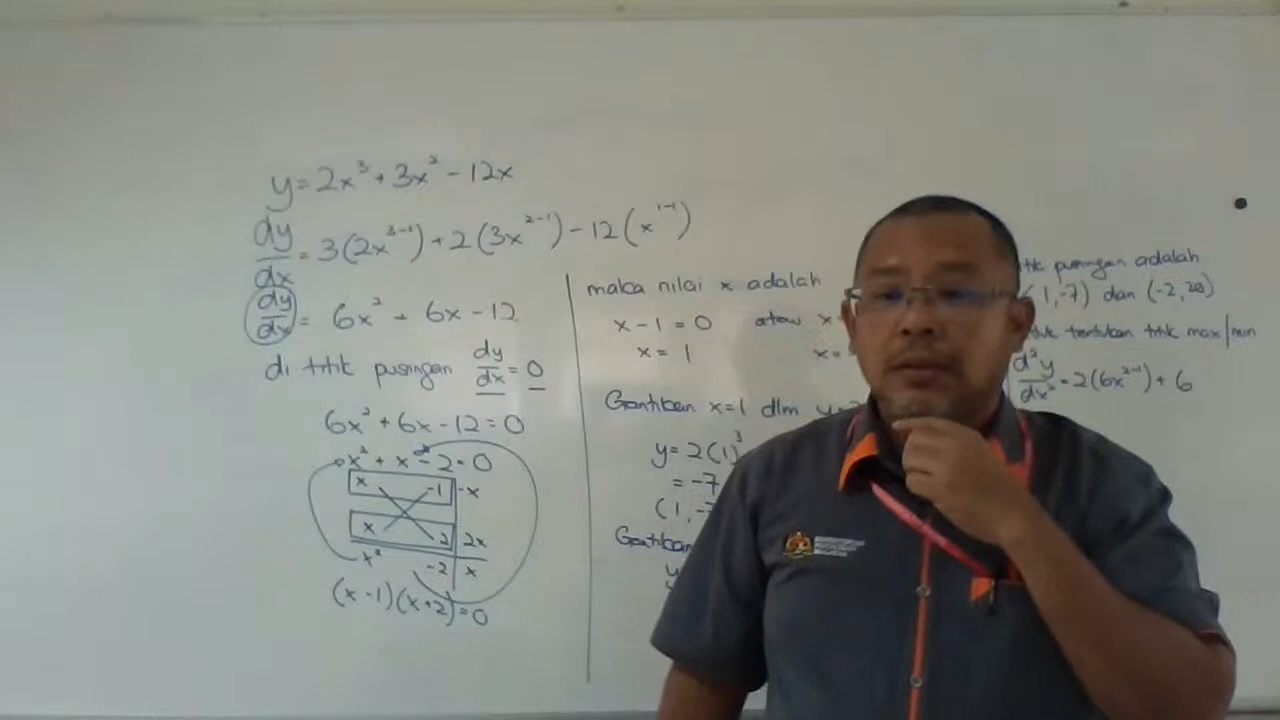 y = 2x³ + 3x² - 12x
dy/dx = 3(2x³⁻¹) + 2(3x²⁻¹) - 12(x¹⁻¹)
dy/dx = 6x² + 6x - 12
di titik pusingan dy/dx = 0
6x² + 6x - 12 = 0
x² + x - 2 = 0
x -1 -x
x 2 2x
x² -2 x
(x - 1)(x + 2) = 0
maka nilai x adalah
x - 1 = 0 atau x
x = 1 x =
Gantikan x = 1 dlm y =
y = 2(1)³
= -7
(1, -7
Gantikan
pusingan adalah
(1, -7) dan (-2, 20)
tentukan titik max/min
d²y/dx² = 2(6x²⁻¹) + 6